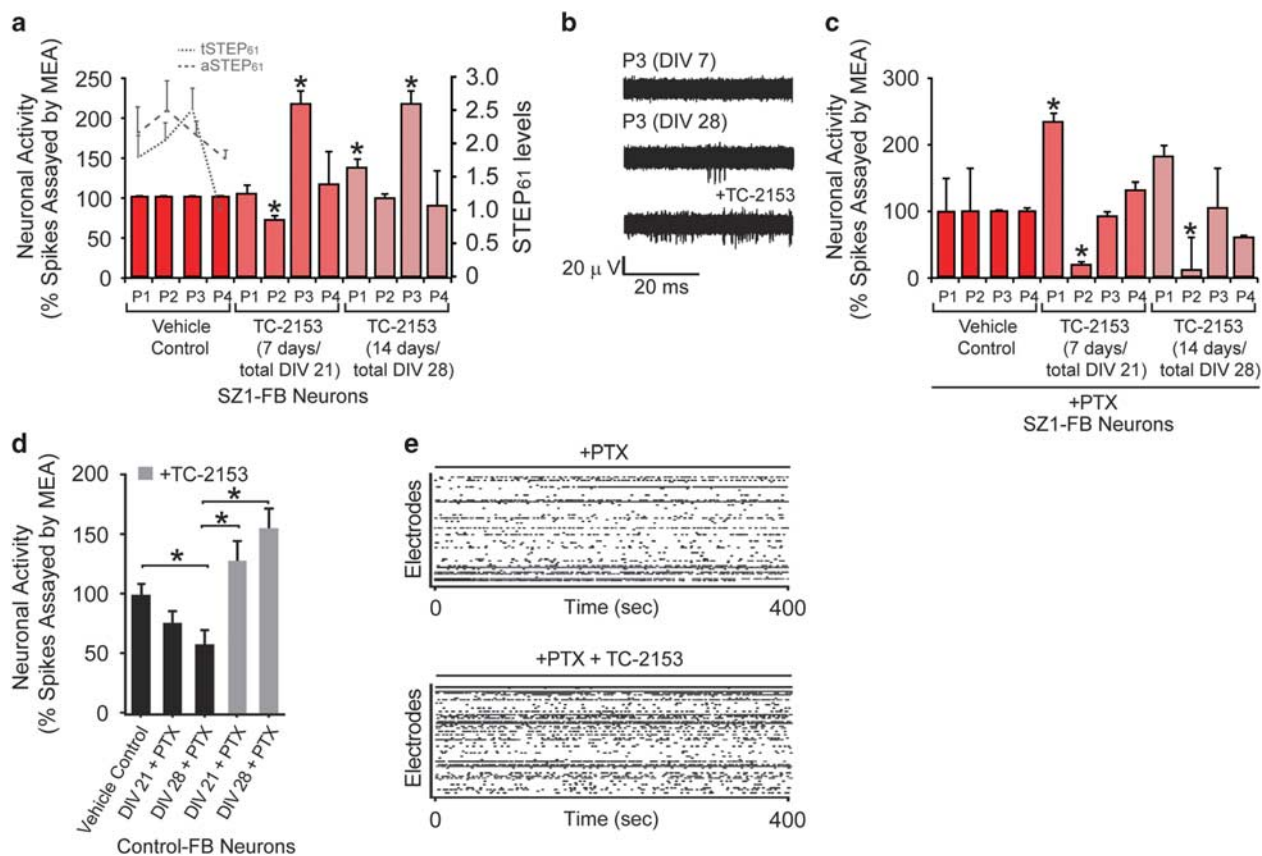 a
tSTEP61
aSTEP61
Neuronal Activity
(% Spikes Assayed by MEA)
250
200
150
100
50
0
*
*
*
*
3.0
2.5
2.0
1.5
1.0
0.5
0
STEP61 levels
P1 P2 P3 P4 P1 P2 P3 P4 P1 P2 P3 P4
Vehicle
Control
TC-2153
(7 days/
total DIV 21)
TC-2153
(14 days/
total DIV 28)
SZ1-FB Neurons
b
P3 (DIV 7)
P3 (DIV 28)
+TC-2153
20 μ V
20 ms
c
Neuronal Activity
(% Spikes Assayed by MEA)
300
200
100
0
*
*
*
P1 P2 P3 P4 P1 P2 P3 P4 P1 P2 P3 P4
Vehicle
Control
TC-2153
(7 days/
total DIV 21)
TC-2153
(14 days/
total DIV 28)
+PTX
SZ1-FB Neurons
d
Neuronal Activity
(% Spikes Assayed by MEA)
200
150
100
50
0
+TC-2153
*
*
*
Vehicle Control
DIV 21 + PTX
DIV 28 + PTX
DIV 21 + PTX
DIV 28 + PTX
Control-FB Neurons
e
+PTX
Electrodes
0 Time (sec) 400
+PTX + TC-2153
Electrodes
0 Time (sec) 400